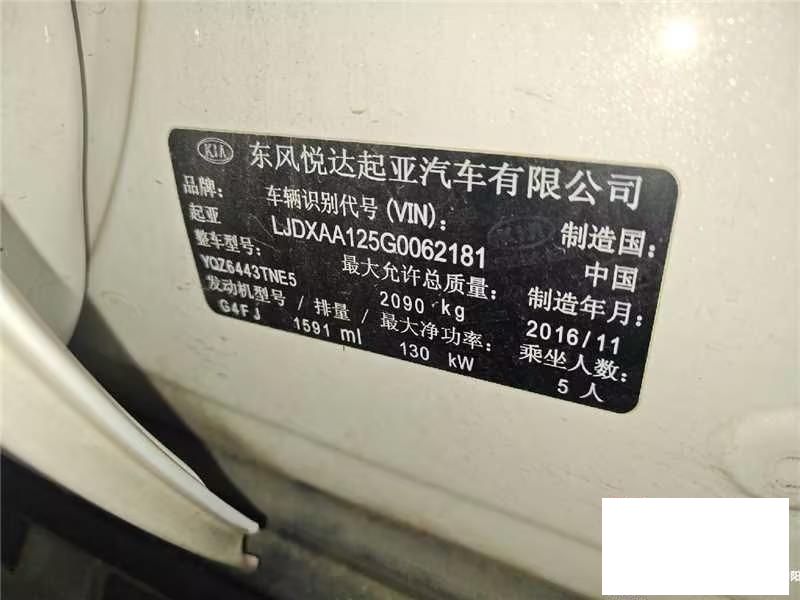 KIA 东风悦达起亚汽车有限公司
品牌： 车辆识别代号 (VIN)： 制造国：
起亚 LJDXAA125G0062181 中国
整车型号： 最大允许总质量： 制造年月：
YQZ6443TNE5 2090 kg 2016/11
发动机型号 / 排量 / 最大净功率： 乘坐人数：
G4FJ 1591 ml 130 kW 5 人
阳